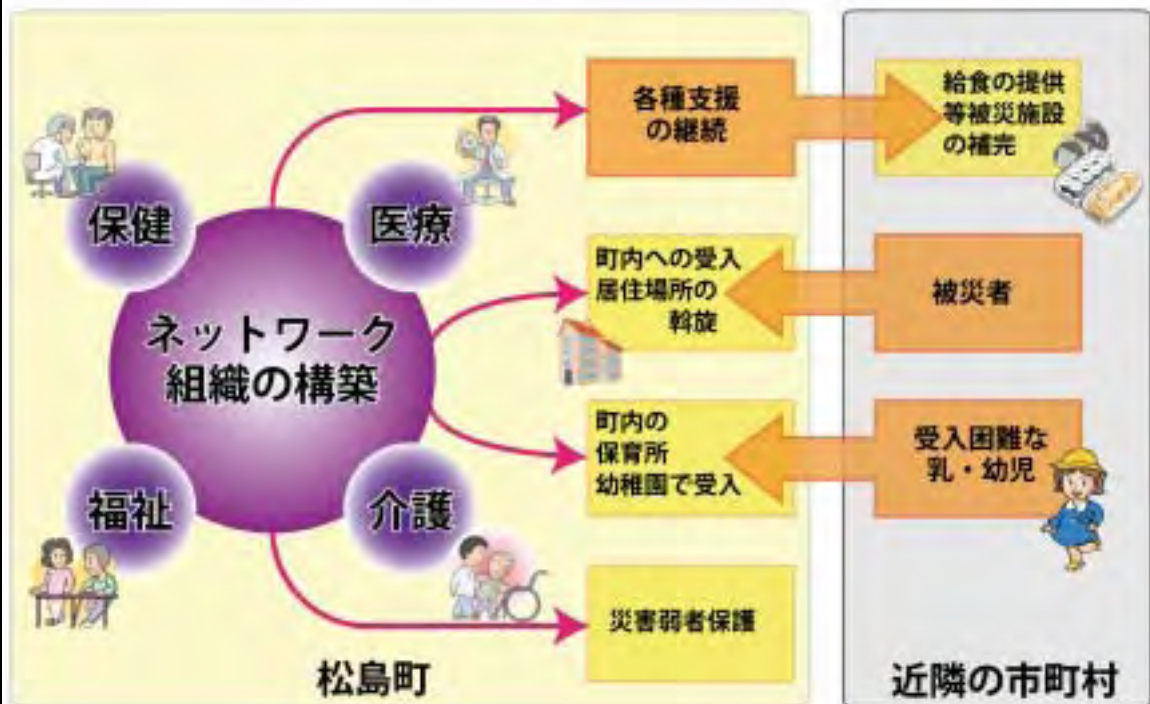 保健
医療
ネットワーク
組織の構築
福祉
介護
各種支援
の継続
町内への受入
居住場所の
斡旋
町内の
保育所
幼稚園で受入
災害弱者保護
松島町
給食の提供
等被災施設
の補完
被災者
受入困難な
乳・幼児
近隣の市町村